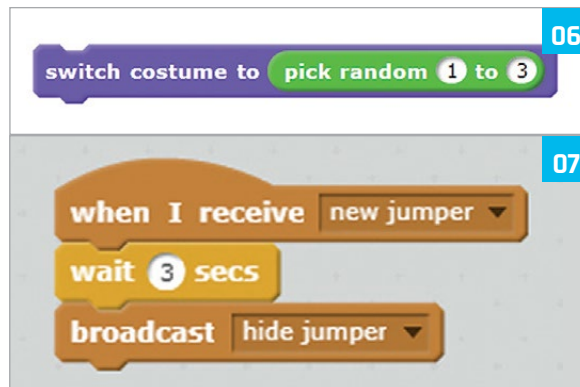 06
switch costume to pick random 1 to 3
07
when I receive new jumper
wait 3 secs
broadcast hide jumper